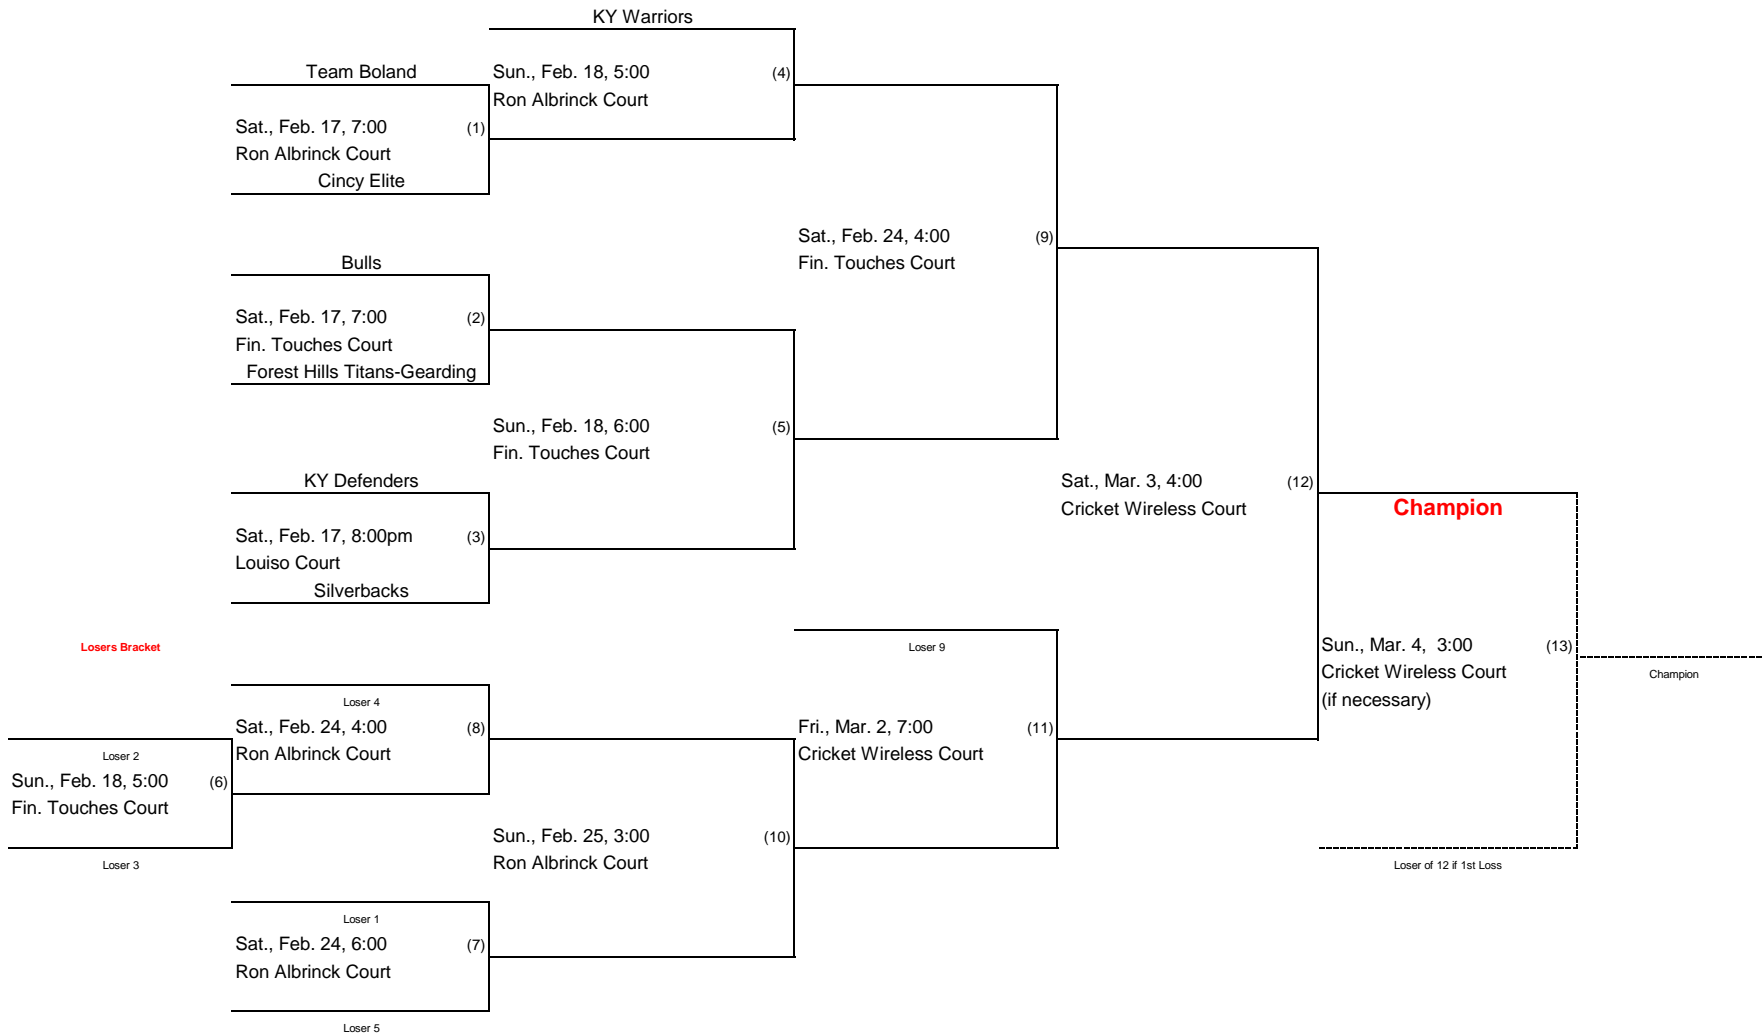 KY Warriors
Team Boland
Sun., Feb. 18, 5:00 (4)
Ron Albrinck Court
Sat., Feb. 17, 7:00 (1)
Ron Albrinck Court
Cincy Elite
Sat., Feb. 24, 4:00 (9)
Fin. Touches Court
Bulls
Sat., Feb. 17, 7:00 (2)
Fin. Touches Court
Forest Hills Titans-Gearding
Sun., Feb. 18, 6:00 (5)
Fin. Touches Court
KY Defenders
Sat., Mar. 3, 4:00 (12)
Cricket Wireless Court
Champion
Sat., Feb. 17, 8:00pm (3)
Louiso Court
Silverbacks
Losers Bracket
Loser 9
Sun., Mar. 4, 3:00 (13)
Cricket Wireless Court
(if necessary)
Champion
Loser 4
Sat., Feb. 24, 4:00 (8)
Ron Albrinck Court
Fri., Mar. 2, 7:00 (11)
Cricket Wireless Court
Loser 2
Sun., Feb. 18, 5:00 (6)
Fin. Touches Court
Loser 3
Sun., Feb. 25, 3:00 (10)
Ron Albrinck Court
Loser of 12 if 1st Loss
Loser 1
Sat., Feb. 24, 6:00 (7)
Ron Albrinck Court
Loser 5